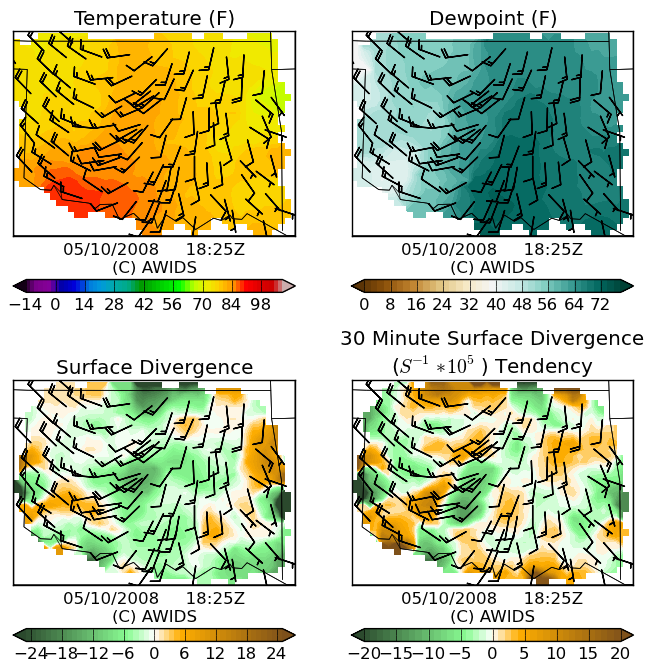 Temperature (F)
Dewpoint (F)
05/10/2008 18:25Z
(C) AWIDS
05/10/2008 18:25Z
(C) AWIDS
−14 0 14 28 42 56 70 84 98
0 8 16 24 32 40 48 56 64 72
Surface Divergence
30 Minute Surface Divergence
(S⁻¹ *10⁵ ) Tendency
05/10/2008 18:25Z
(C) AWIDS
05/10/2008 18:25Z
(C) AWIDS
−24 −18 −12 −6 0 6 12 18 24
−20 −15 −10 −5 0 5 10 15 20